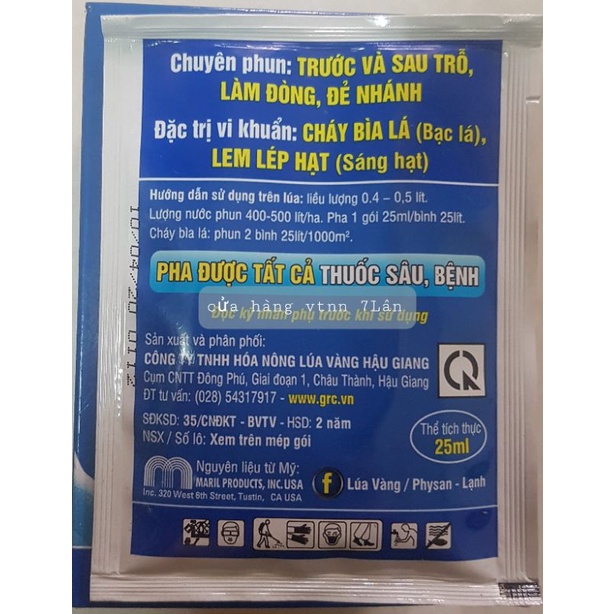 Chuyên phun: TRƯỚC VÀ SAU TRỖ,
LÀM ĐÒNG, ĐẺ NHÁNH
Đặc trị vi khuẩn: CHÁY BÌA LÁ (Bạc lá),
LEM LÉP HẠT (Sáng hạt)
Hướng dẫn sử dụng trên lúa: liều lượng 0.4 – 0,5 lít.
Lượng nước phun 400-500 lít/ha. Pha 1 gói 25ml/bình 25lít.
Cháy bìa lá: phun 2 bình 25lít/1000m².
PHA ĐƯỢC TẤT CẢ THUỐC SÂU, BỆNH
cửa hàng vtnn 7Lân
Đọc kỹ nhãn phụ trước khi sử dụng
Sản xuất và phân phối:
CÔNG TY TNHH HÓA NÔNG LÚA VÀNG HẬU GIANG
Cụm CNTT Đông Phú, Giai đoạn 1, Châu Thành, Hậu Giang
ĐT tư vấn: (028) 54317917 - www.grc.vn
SĐKSD: 35/CNĐKT - BVTV - HSD: 2 năm
NSX / Số lô: Xem trên mép gói
Thể tích thực
25ml
Nguyên liệu từ Mỹ:
MARIL PRODUCTS, INC.USA
Inc. 320 West 6th Street, Tustin, CA USA
f Lúa Vàng / Physan - Lạnh